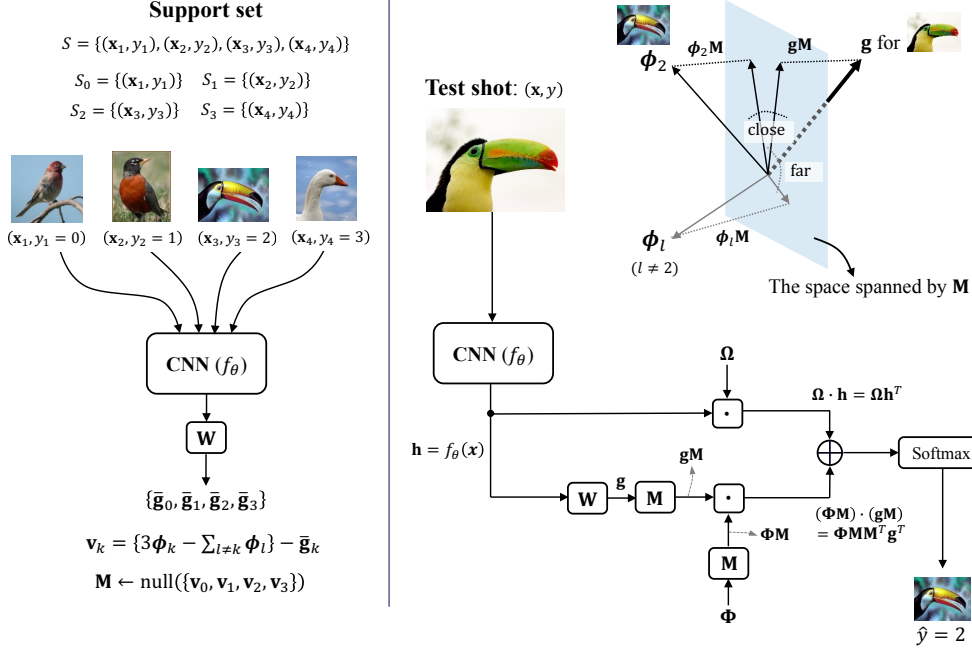 Support set
S = {(𝐱₁, y₁), (𝐱₂, y₂), (𝐱₃, y₃), (𝐱₄, y₄)}
S₀ = {(𝐱₁, y₁)} S₁ = {(𝐱₂, y₂)}
S₂ = {(𝐱₃, y₃)} S₃ = {(𝐱₄, y₄)}
(𝐱₁, y₁ = 0) (𝐱₂, y₂ = 1) (𝐱₃, y₃ = 2) (𝐱₄, y₄ = 3)
CNN (f_θ)
W
{ḡ₀, ḡ₁, ḡ₂, ḡ₃}
𝐯ₖ = {3𝝓ₖ − ∑_{l≠k} 𝝓ₗ} − ḡₖ
𝐌 ← null({𝐯₀, 𝐯₁, 𝐯₂, 𝐯₃})
Test shot: (𝐱, y)
CNN (f_θ)
𝐡 = f_θ(𝒙)
𝛀
·
𝛀 · 𝐡 = 𝛀𝐡ᵀ
W
𝐠
M
𝐠𝐌
·
𝚽𝐌
M
𝚽
(𝚽𝐌) · (𝐠𝐌)
= 𝚽𝐌𝐌ᵀ𝐠ᵀ
Softmax
ŷ = 2
𝝓₂
𝝓₂𝐌
𝐠𝐌
𝐠 for
close
far
𝝓ₗ
(l ≠ 2)
𝝓ₗ𝐌
The space spanned by 𝐌